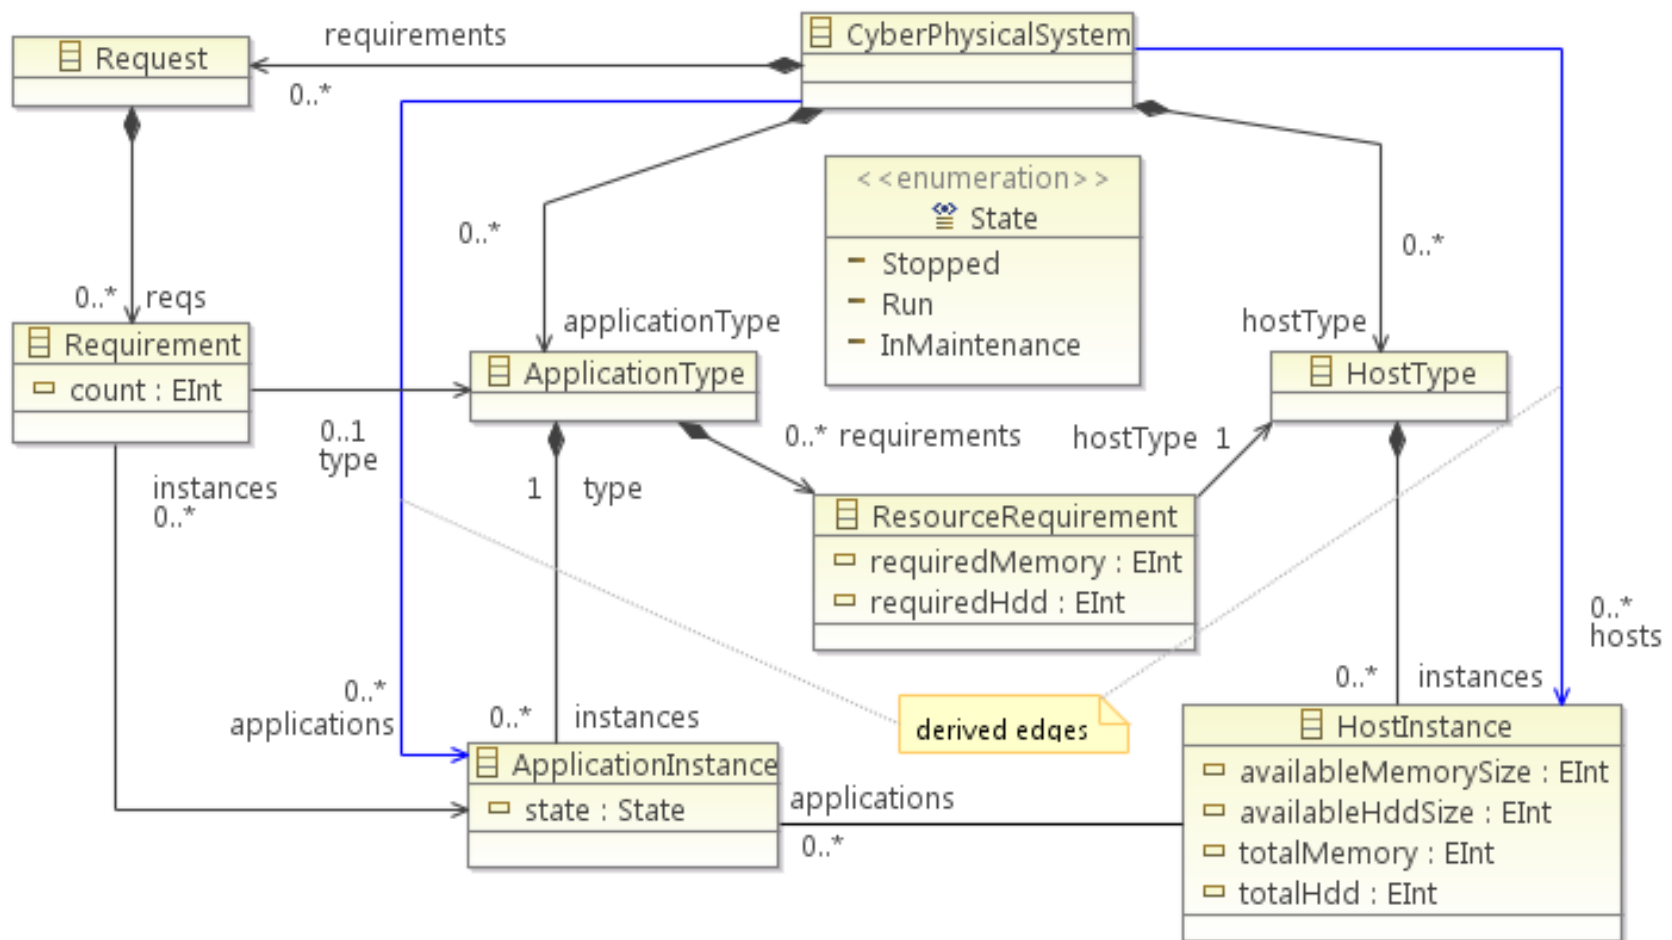 requirements
CyberPhysicalSystem
Request
0..*
<<enumeration>>
State
Stopped
Run
InMaintenance
0..*
0..*
0..* reqs
applicationType
hostType
Requirement
count : EInt
ApplicationType
HostType
0..1
type
0..* requirements
hostType 1
instances
0..*
1 type
ResourceRequirement
requiredMemory : EInt
requiredHdd : EInt
0..*
hosts
0..*
applications
0..* instances
derived edges
0..* instances
ApplicationInstance
state : State
applications
0..*
HostInstance
availableMemorySize : EInt
availableHddSize : EInt
totalMemory : EInt
totalHdd : EInt